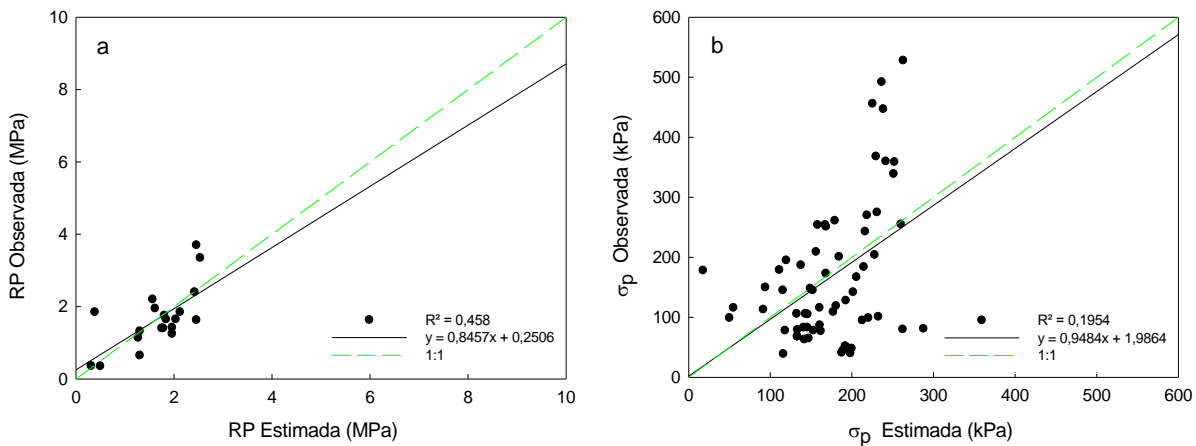 a
10
8
6
4
2
0
0 2 4 6 8 10
RP Observada (MPa)
RP Estimada (MPa)
R² = 0,458
y = 0,8457x + 0,2506
1:1
b
600
500
400
300
200
100
0
0 100 200 300 400 500 600
σp Observada (kPa)
σp Estimada (kPa)
R² = 0,1954
y = 0,9484x + 1,9864
1:1